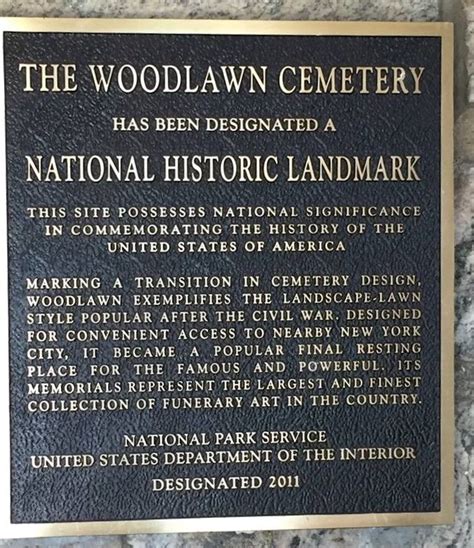 THE WOODLAWN CEMETERY
HAS BEEN DESIGNATED A
NATIONAL HISTORIC LANDMARK
THIS SITE POSSESSES NATIONAL SIGNIFICANCE
IN COMMEMORATING THE HISTORY OF THE
UNITED STATES OF AMERICA
MARKING A TRANSITION IN CEMETERY DESIGN,
WOODLAWN EXEMPLIFIES THE LANDSCAPE-LAWN
STYLE POPULAR AFTER THE CIVIL WAR. DESIGNED
FOR CONVENIENT ACCESS TO NEARBY NEW YORK
CITY, IT BECAME A POPULAR FINAL RESTING
PLACE FOR THE FAMOUS AND POWERFUL. ITS
MEMORIALS REPRESENT THE LARGEST AND FINEST
COLLECTION OF FUNERARY ART IN THE COUNTRY.
NATIONAL PARK SERVICE
UNITED STATES DEPARTMENT OF THE INTERIOR
DESIGNATED 2011